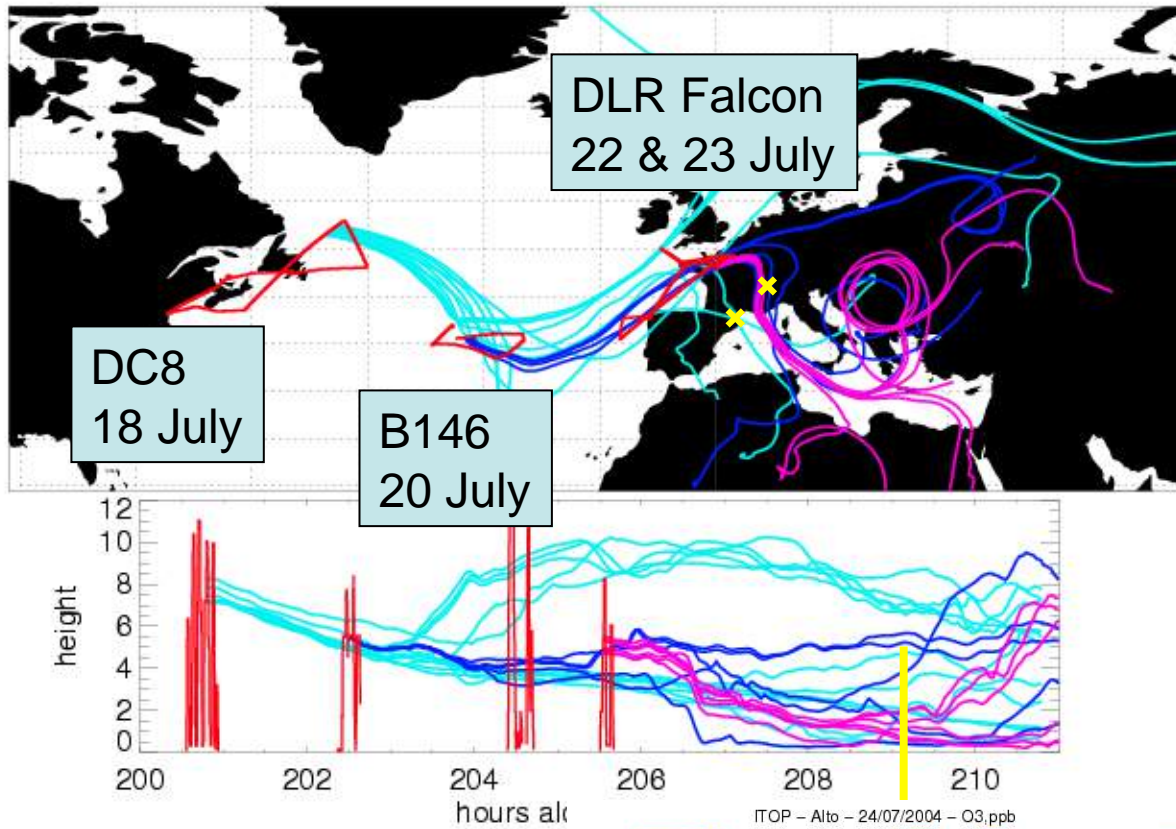 DLR Falcon
22 & 23 July
DC8
18 July
B146
20 July
12
10
8
6
4
2
0
height
200 202 204 206 208 210
hours alo
ITOP – Alto – 24/07/2004 – O3,ppb